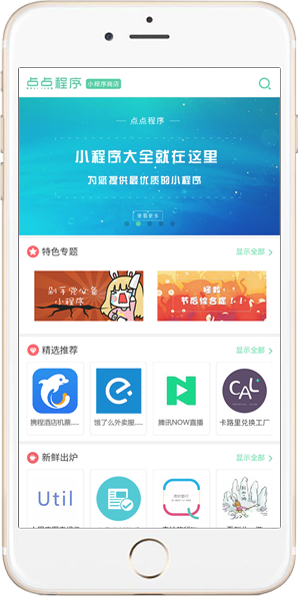 点点程序 小程序商店
点点程序
小程序大全就在这里
为您提供最优质的小程序
查看更多
特色专题 显示全部
剁手党必备
小程序
拯救
节后综合症!!
精选推荐 显示全部
CAL
携程酒店机票.... 饿了么外卖服.... 腾讯NOW直播 卡路里兑换工厂
新鲜出炉 显示全部
Util